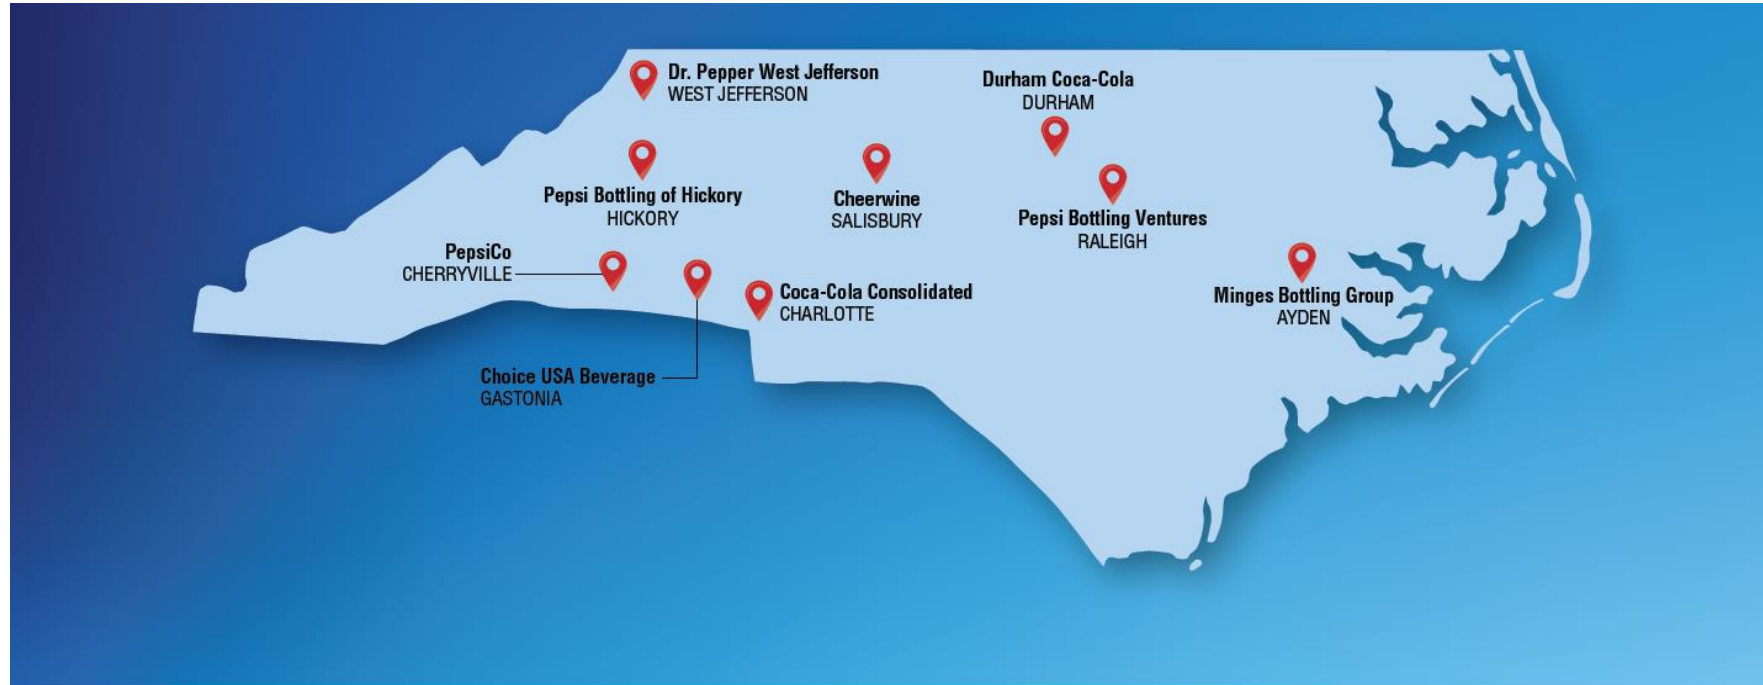 Dr. Pepper West Jefferson
WEST JEFFERSON
Durham Coca-Cola
DURHAM
Pepsi Bottling of Hickory
HICKORY
Cheerwine
SALISBURY
Pepsi Bottling Ventures
RALEIGH
PepsiCo
CHERRYVILLE
Coca-Cola Consolidated
CHARLOTTE
Minges Bottling Group
AYDEN
Choice USA Beverage
GASTONIA